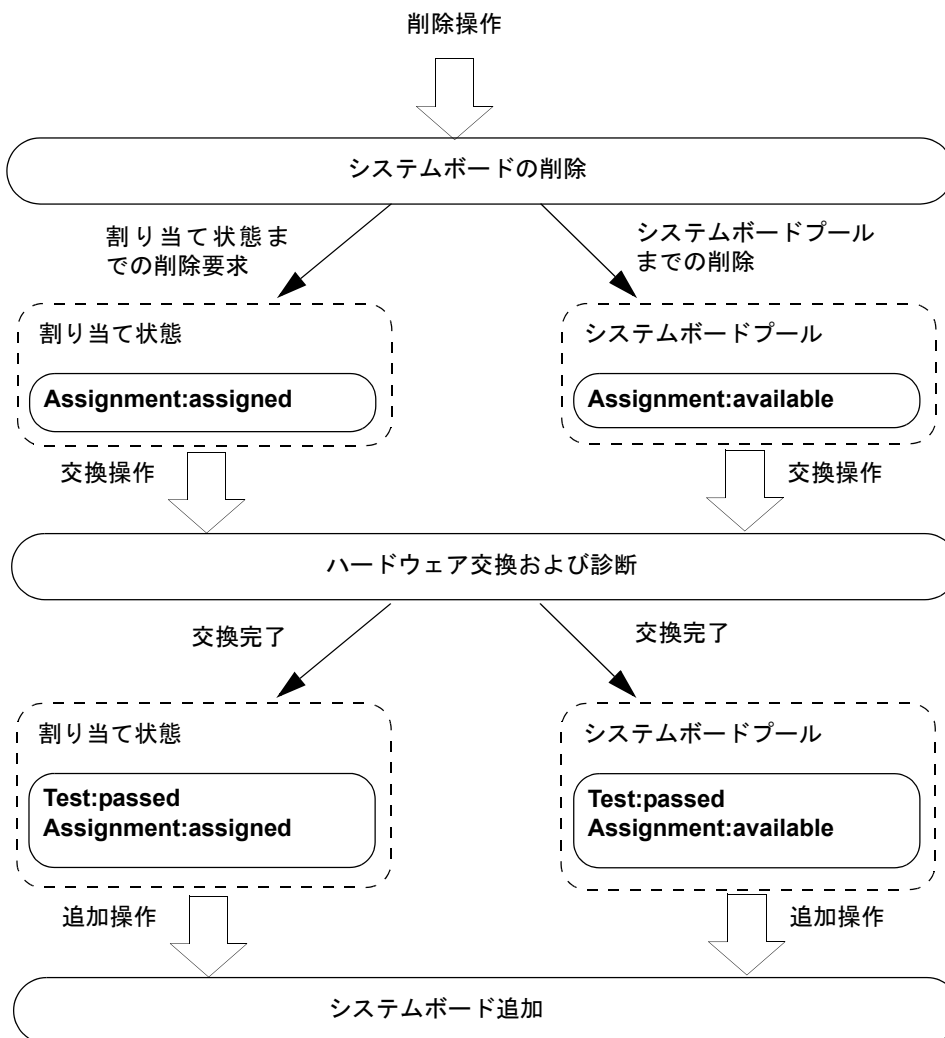 削除操作
システムボードの削除
割り当て状態ま
での削除要求
システムボードプール
までの削除
割り当て状態
Assignment:assigned
システムボードプール
Assignment:available
交換操作
交換操作
ハードウェア交換および診断
交換完了
交換完了
割り当て状態
Test:passed
Assignment:assigned
システムボードプール
Test:passed
Assignment:available
追加操作
追加操作
システムボード追加